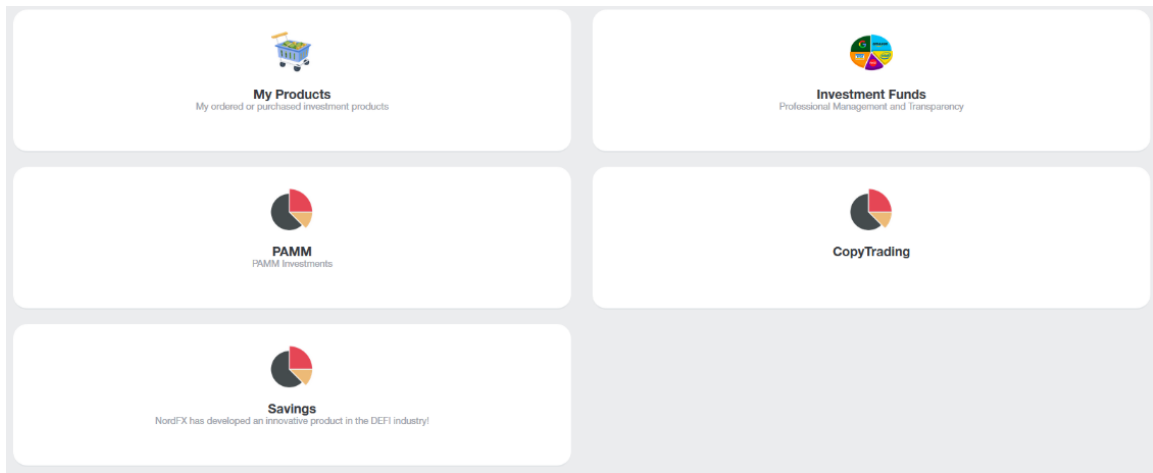 My Products
My ordered or purchased investment products
Investment Funds
Professional Management and Transparency
PAMM
PAMM Investments
CopyTrading
Savings
NordFX has developed an innovative product in the DEFI industry!